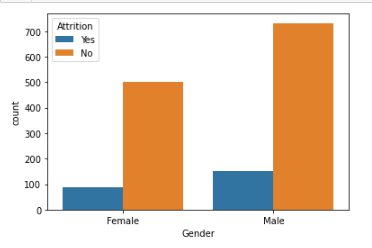 Attrition
Yes
No
700
600
500
400
300
200
100
0
count
Female
Male
Gender